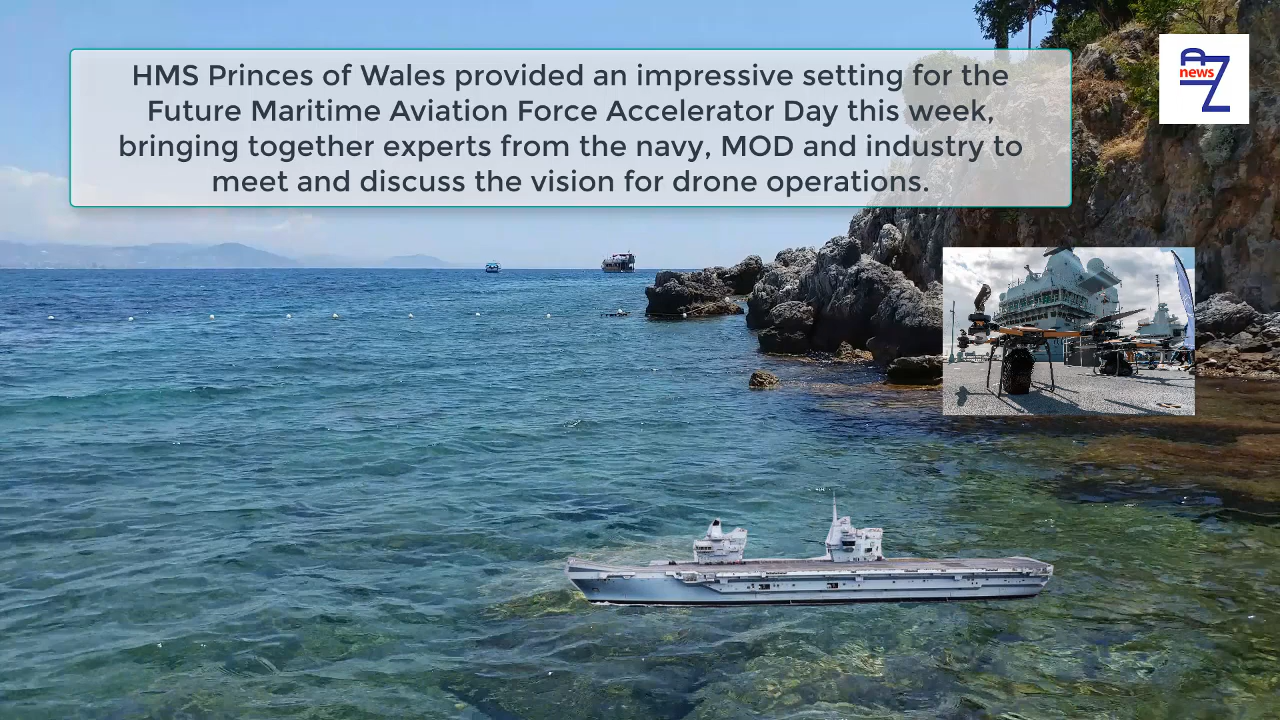 HMS Princes of Wales provided an impressive setting for the
Future Maritime Aviation Force Accelerator Day this week,
bringing together experts from the navy, MOD and industry to
meet and discuss the vision for drone operations.
AZ
news